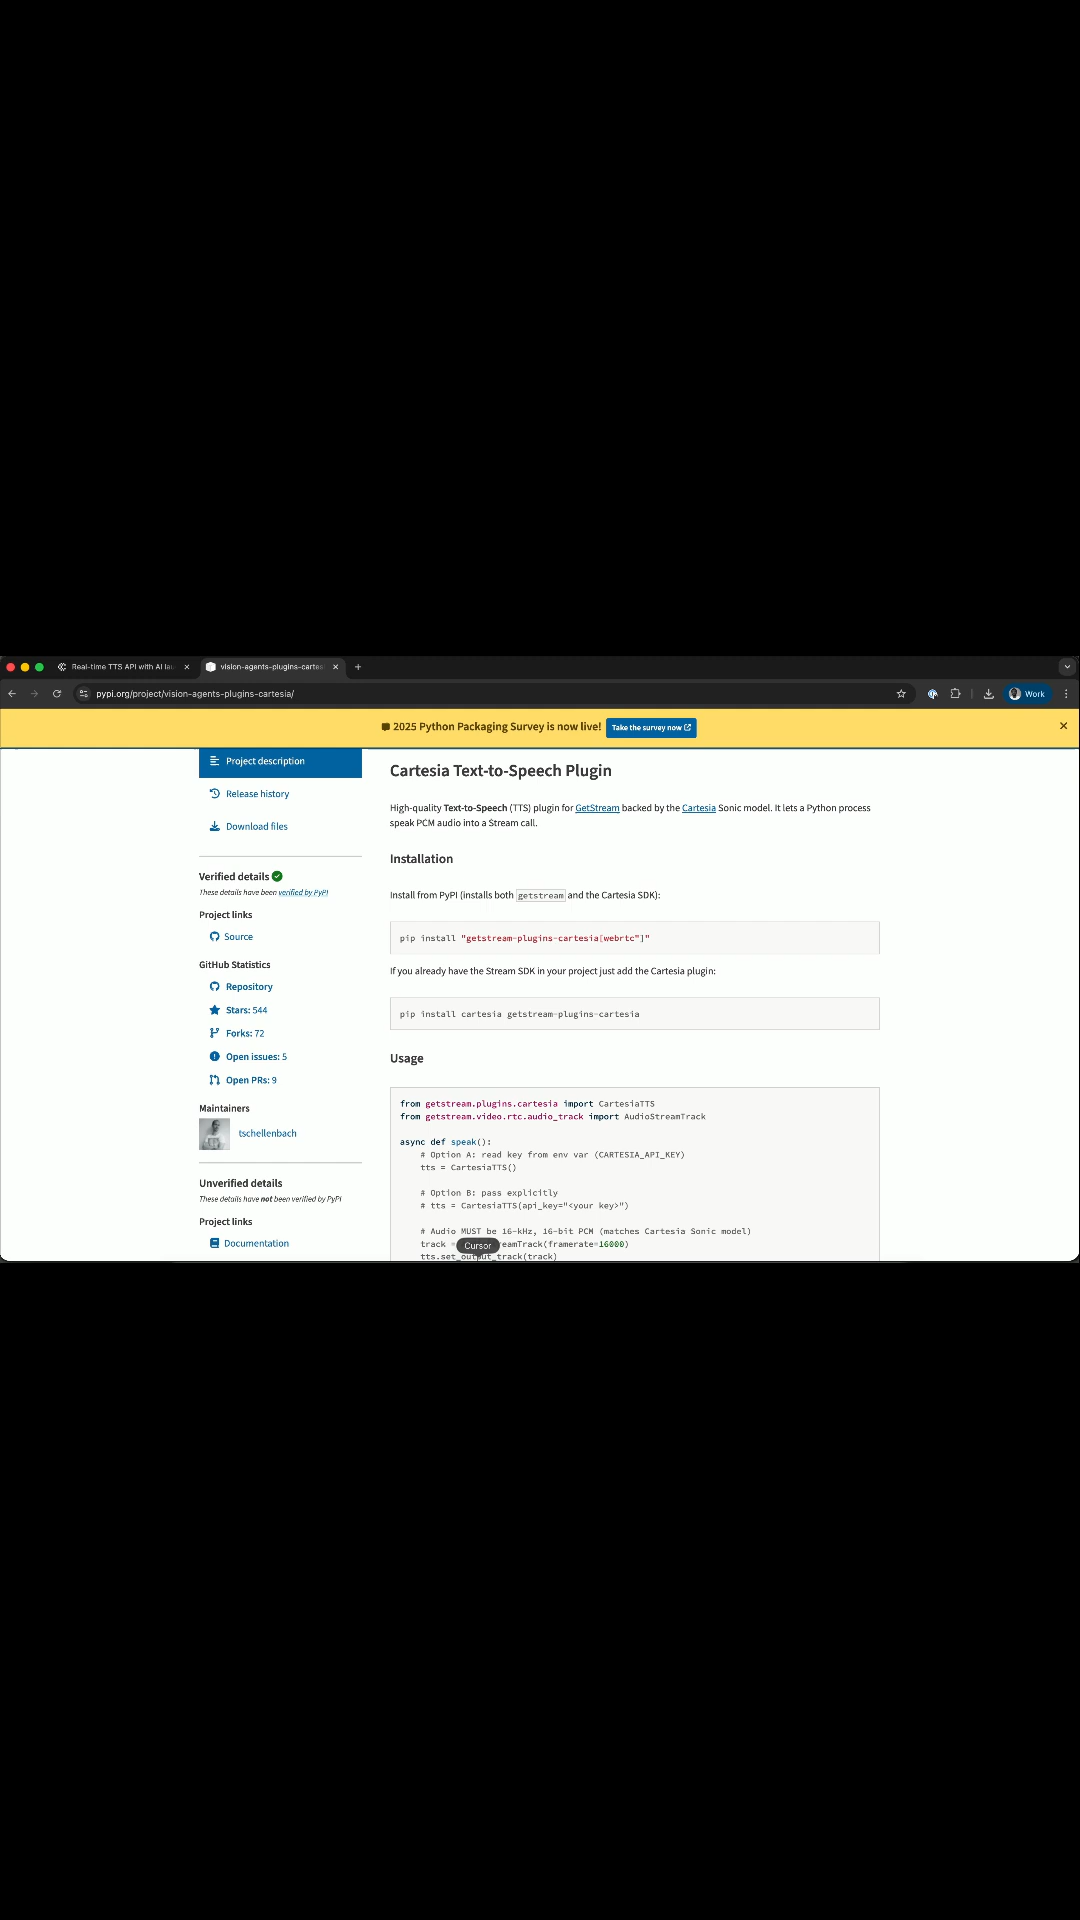 Real-time TTS API with AI lau
vision-agents-plugins-cartes
pypi.org/project/vision-agents-plugins-cartesia/
Work
2025 Python Packaging Survey is now live!
Take the survey now
Project description
Release history
Download files
Verified details
These details have been verified by PyPI
Project links
Source
GitHub Statistics
Repository
Stars: 544
Forks: 72
Open issues: 5
Open PRs: 9
Maintainers
tschellenbach
Unverified details
These details have not been verified by PyPI
Project links
Documentation
Cartesia Text-to-Speech Plugin
High-quality Text-to-Speech (TTS) plugin for GetStream backed by the Cartesia Sonic model. It lets a Python process
speak PCM audio into a Stream call.
Installation
Install from PyPI (installs both getstream and the Cartesia SDK):
pip install "getstream-plugins-cartesia[webrtc"]"
If you already have the Stream SDK in your project just add the Cartesia plugin:
pip install cartesia getstream-plugins-cartesia
Usage
from getstream.plugins.cartesia import CartesiaTTS
from getstream.video.rtc.audio_track import AudioStreamTrack
async def speak():
# Option A: read key from env var (CARTESIA_API_KEY)
tts = CartesiaTTS()
# Option B: pass explicitly
# tts = CartesiaTTS(api_key="<your key>")
# Audio MUST be 16-kHz, 16-bit PCM (matches Cartesia Sonic model)
track = eamTrack(framerate=16000)
Cursor
tts.set_output_track(track)